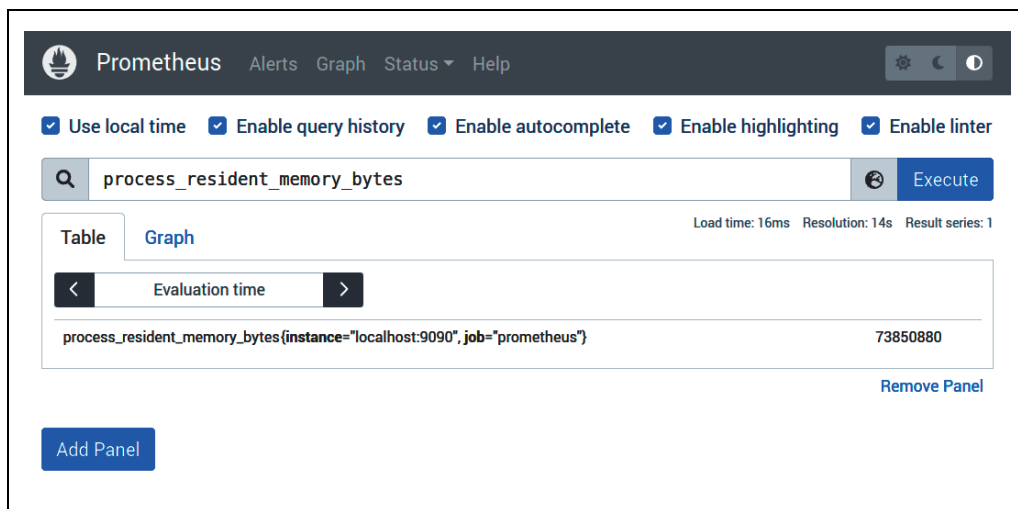 Prometheus Alerts Graph Status Help
Use local time Enable query history Enable autocomplete Enable highlighting Enable linter
process_resident_memory_bytes Execute
Load time: 16ms Resolution: 14s Result series: 1
Table Graph
Evaluation time
process_resident_memory_bytes{instance="localhost:9090", job="prometheus"} 73850880
Remove Panel
Add Panel